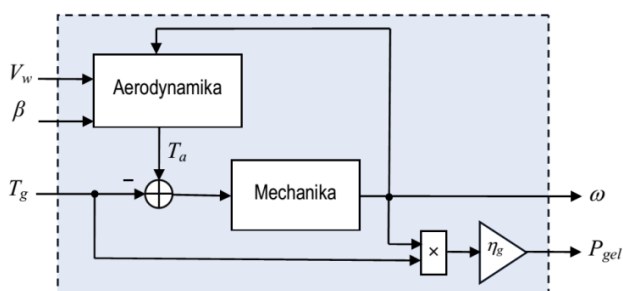 V_w
Aerodynamika
β
T_a
T_g
−
Mechanika
ω
×
η_g
P_gel